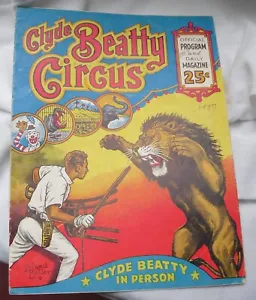 Clyde
Beatty
Circus
OFFICIAL
PROGRAM
and
DAILY
MAGAZINE
25¢
CLYDE BEATTY
IN PERSON